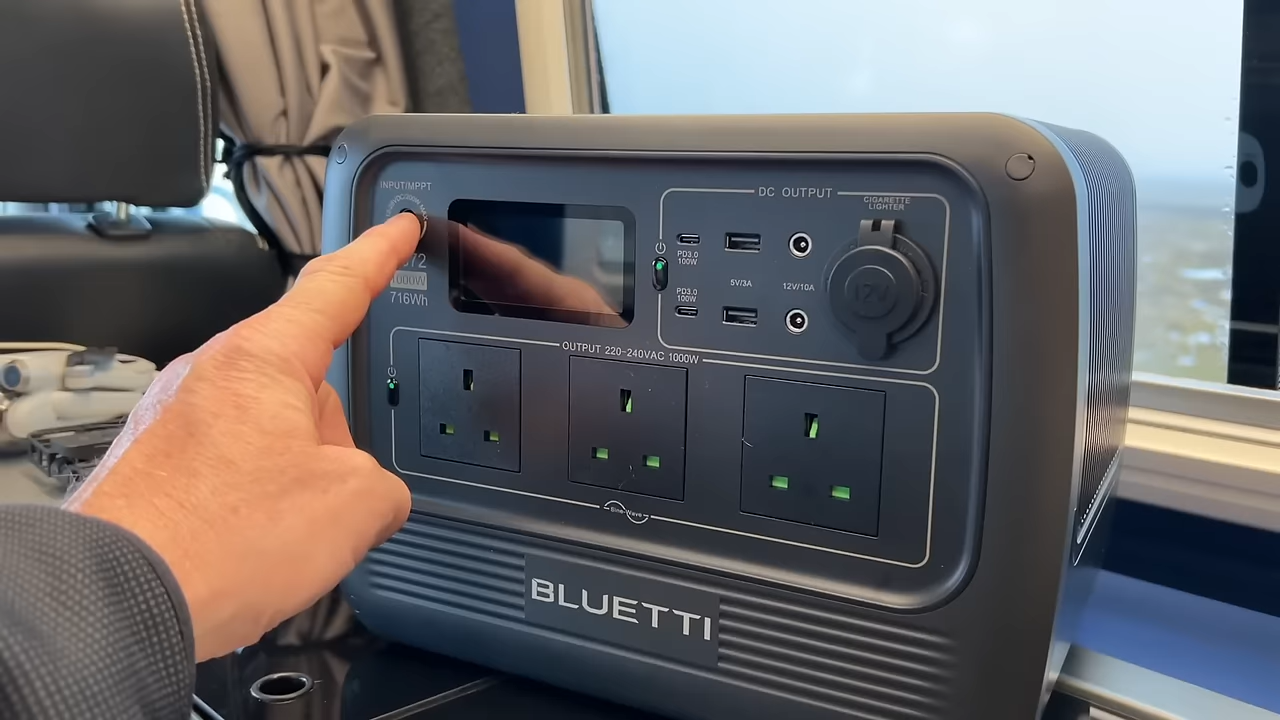 INPUT/MPPT
1000W
716Wh
DC OUTPUT
CIGARETTE
LIGHTER
PD3.0
100W
PD3.0
100W
5V/3A
12V/10A
12V
OUTPUT 220-240VAC 1000W
Sine-Wave
BLUETTI